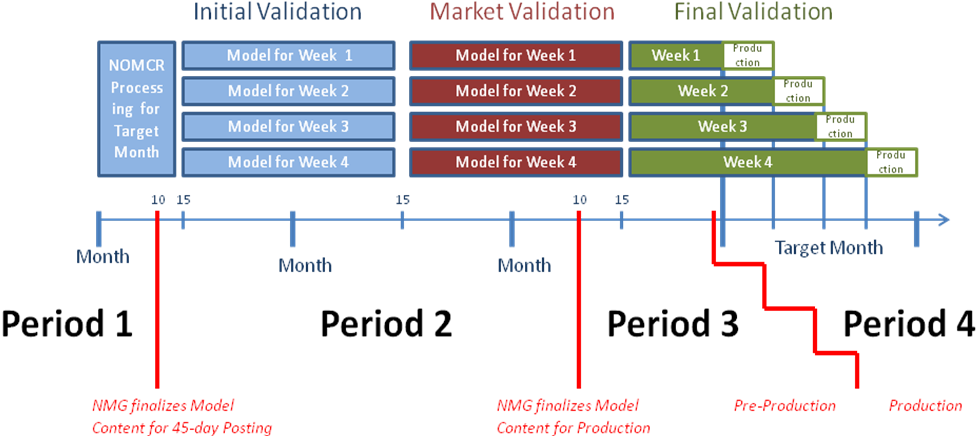 Initial Validation Market Validation Final Validation
NOMCR
Process
ing for
Target
Month
Model for Week 1
Model for Week 2
Model for Week 3
Model for Week 4
Model for Week 1
Model for Week 2
Model for Week 3
Model for Week 4
Week 1
Produ
ction
Week 2
Produ
ction
Week 3
Produ
ction
Week 4
Produ
ction
10 15 15 10 15
Month Month Month Target Month
Period 1 Period 2 Period 3 Period 4
NMG finalizes Model
Content for 45-day Posting
NMG finalizes Model
Content for Production
Pre-Production Production